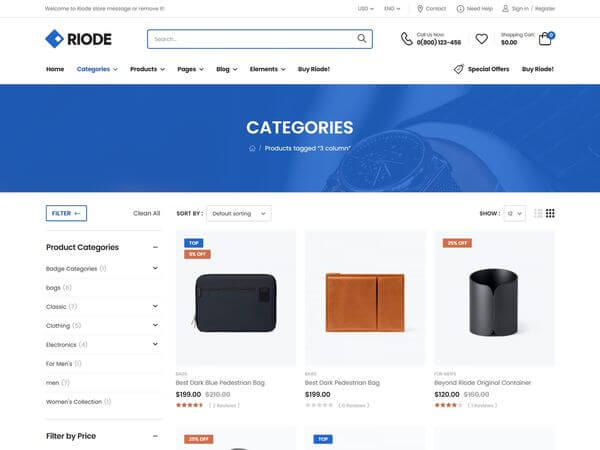 Welcome to Riode store message or remove it!
USD
ENG
Contact
Need Help
Sign in / Register
RIODE
Search...
Call Us Now:
0(800) 123-456
Shopping Cart:
$0.00
0
Home
Categories
Products
Pages
Blog
Elements
Buy Riode!
Special Offers
Buy Riode!
CATEGORIES
/ Products tagged "3 column"
FILTER
Clean All
SORT BY :
Default sorting
SHOW :
12
Product Categories
Badge Categories (1)
bags (6)
Classic (7)
Clothing (5)
Electronics (4)
For Men's (1)
men (7)
Women's Collection (1)
Filter by Price
TOP
5% OFF
BAGS
Best Dark Blue Pedestrian Bag
$199.00 $210.00
( 2 Reviews )
BAGS
Best Dark Pedestrian Bag
$199.00
( 0 Reviews )
25% OFF
FOR MEN'S
Beyond Riode Original Container
$120.00 $160.00
( 1 Reviews )
25% OFF
TOP